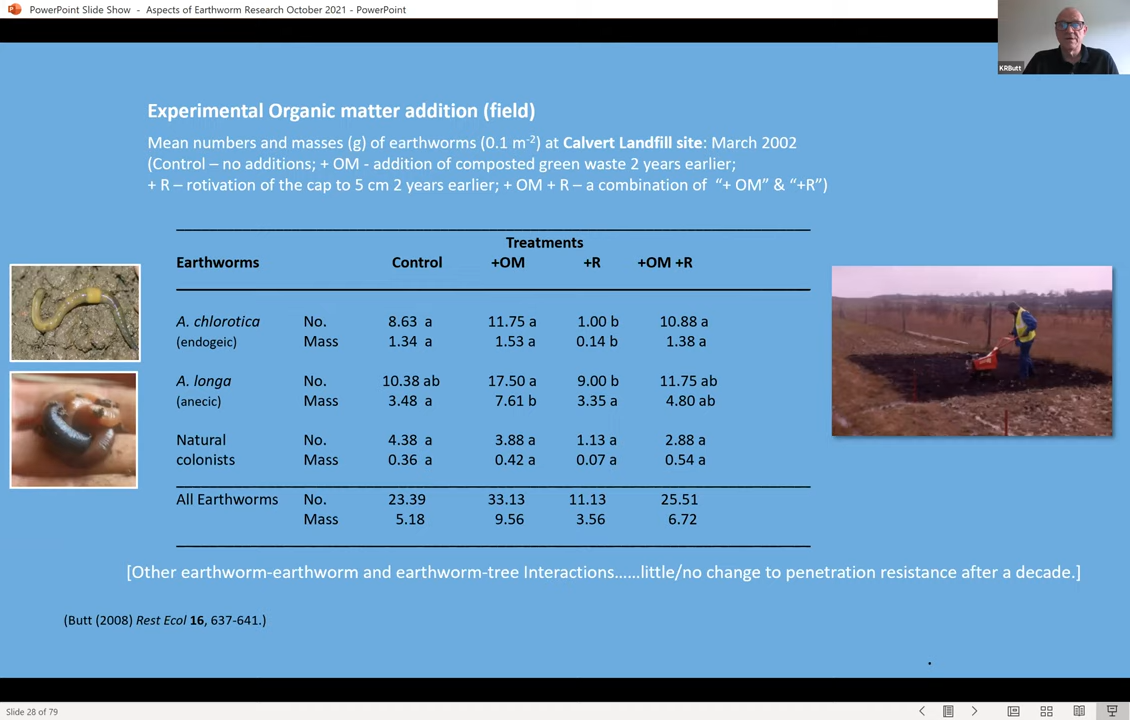 PowerPoint Slide Show - Aspects of Earthworm Research October 2021 - PowerPoint
KRButt
Experimental Organic matter addition (field)
Mean numbers and masses (g) of earthworms (0.1 m-2) at Calvert Landfill site: March 2002
(Control – no additions; + OM - addition of composted green waste 2 years earlier;
+ R – rotivation of the cap to 5 cm 2 years earlier; + OM + R – a combination of “+ OM” & “+R”)
Treatments
Earthworms Control +OM +R +OM +R
A. chlorotica No. 8.63 a 11.75 a 1.00 b 10.88 a
(endogeic) Mass 1.34 a 1.53 a 0.14 b 1.38 a
A. longa No. 10.38 ab 17.50 a 9.00 b 11.75 ab
(anecic) Mass 3.48 a 7.61 b 3.35 a 4.80 ab
Natural No. 4.38 a 3.88 a 1.13 a 2.88 a
colonists Mass 0.36 a 0.42 a 0.07 a 0.54 a
All Earthworms No. 23.39 33.13 11.13 25.51
Mass 5.18 9.56 3.56 6.72
[Other earthworm-earthworm and earthworm-tree Interactions......little/no change to penetration resistance after a decade.]
(Butt (2008) Rest Ecol 16, 637-641.)
Slide 28 of 79